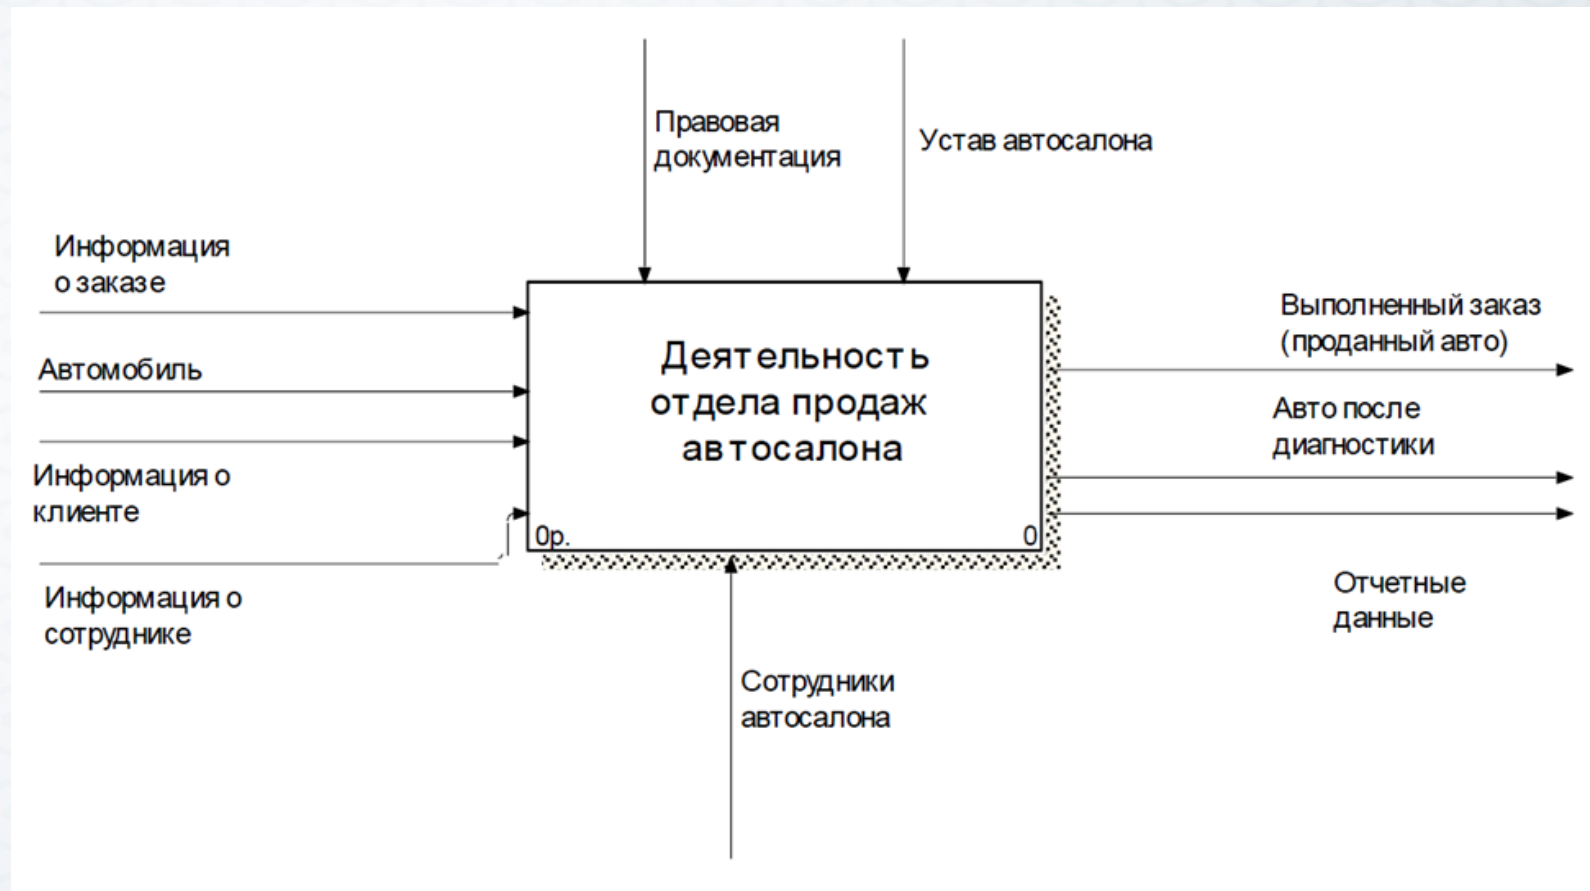 Правовая
документация
Устав автосалона
Информация
о заказе
Автомобиль
Информация о
клиенте
Информация о
сотруднике
Деятельность
отдела продаж
автосалона
0р.
0
Выполненный заказ
(проданный авто)
Авто после
диагностики
Отчетные
данные
Сотрудники
автосалона